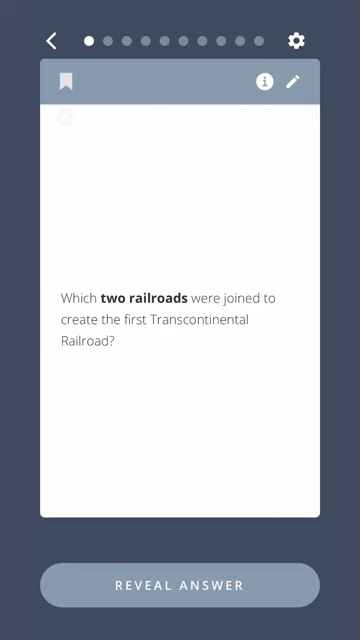 Q
Which two railroads were joined to
create the first Transcontinental
Railroad?
REVEAL ANSWER